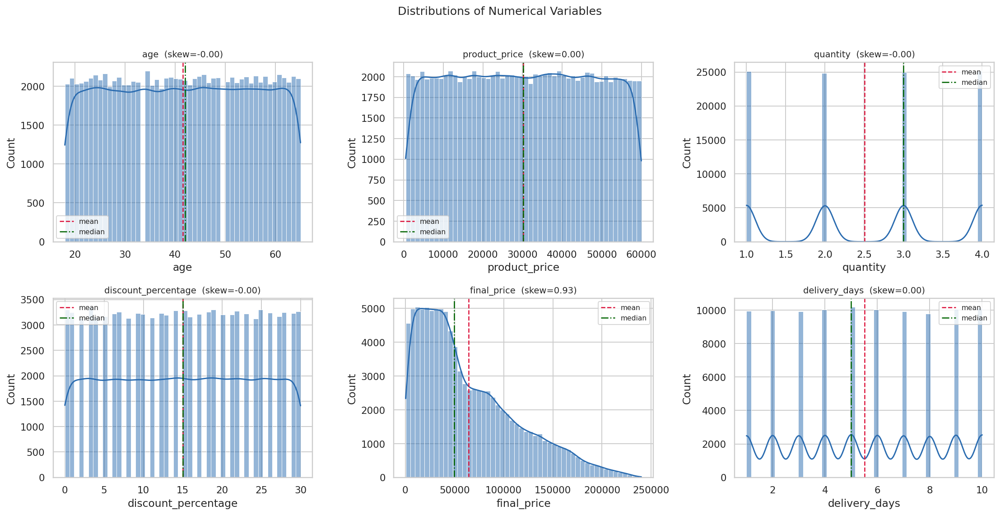 Distributions of Numerical Variables
age (skew=-0.00)
2000
1500
1000
500
0
Count
mean
median
20 30 40 50 60
age
product_price (skew=0.00)
2000
1750
1500
1250
1000
750
500
250
0
Count
mean
median
0 10000 20000 30000 40000 50000 60000
product_price
quantity (skew=-0.00)
25000
20000
15000
10000
5000
0
Count
mean
median
1.0 1.5 2.0 2.5 3.0 3.5 4.0
quantity
discount_percentage (skew=-0.00)
3500
3000
2500
2000
1500
1000
500
0
Count
mean
median
0 5 10 15 20 25 30
discount_percentage
final_price (skew=0.93)
5000
4000
3000
2000
1000
0
Count
mean
median
0 50000 100000 150000 200000 250000
final_price
delivery_days (skew=0.00)
10000
8000
6000
4000
2000
0
Count
mean
median
2 4 6 8 10
delivery_days